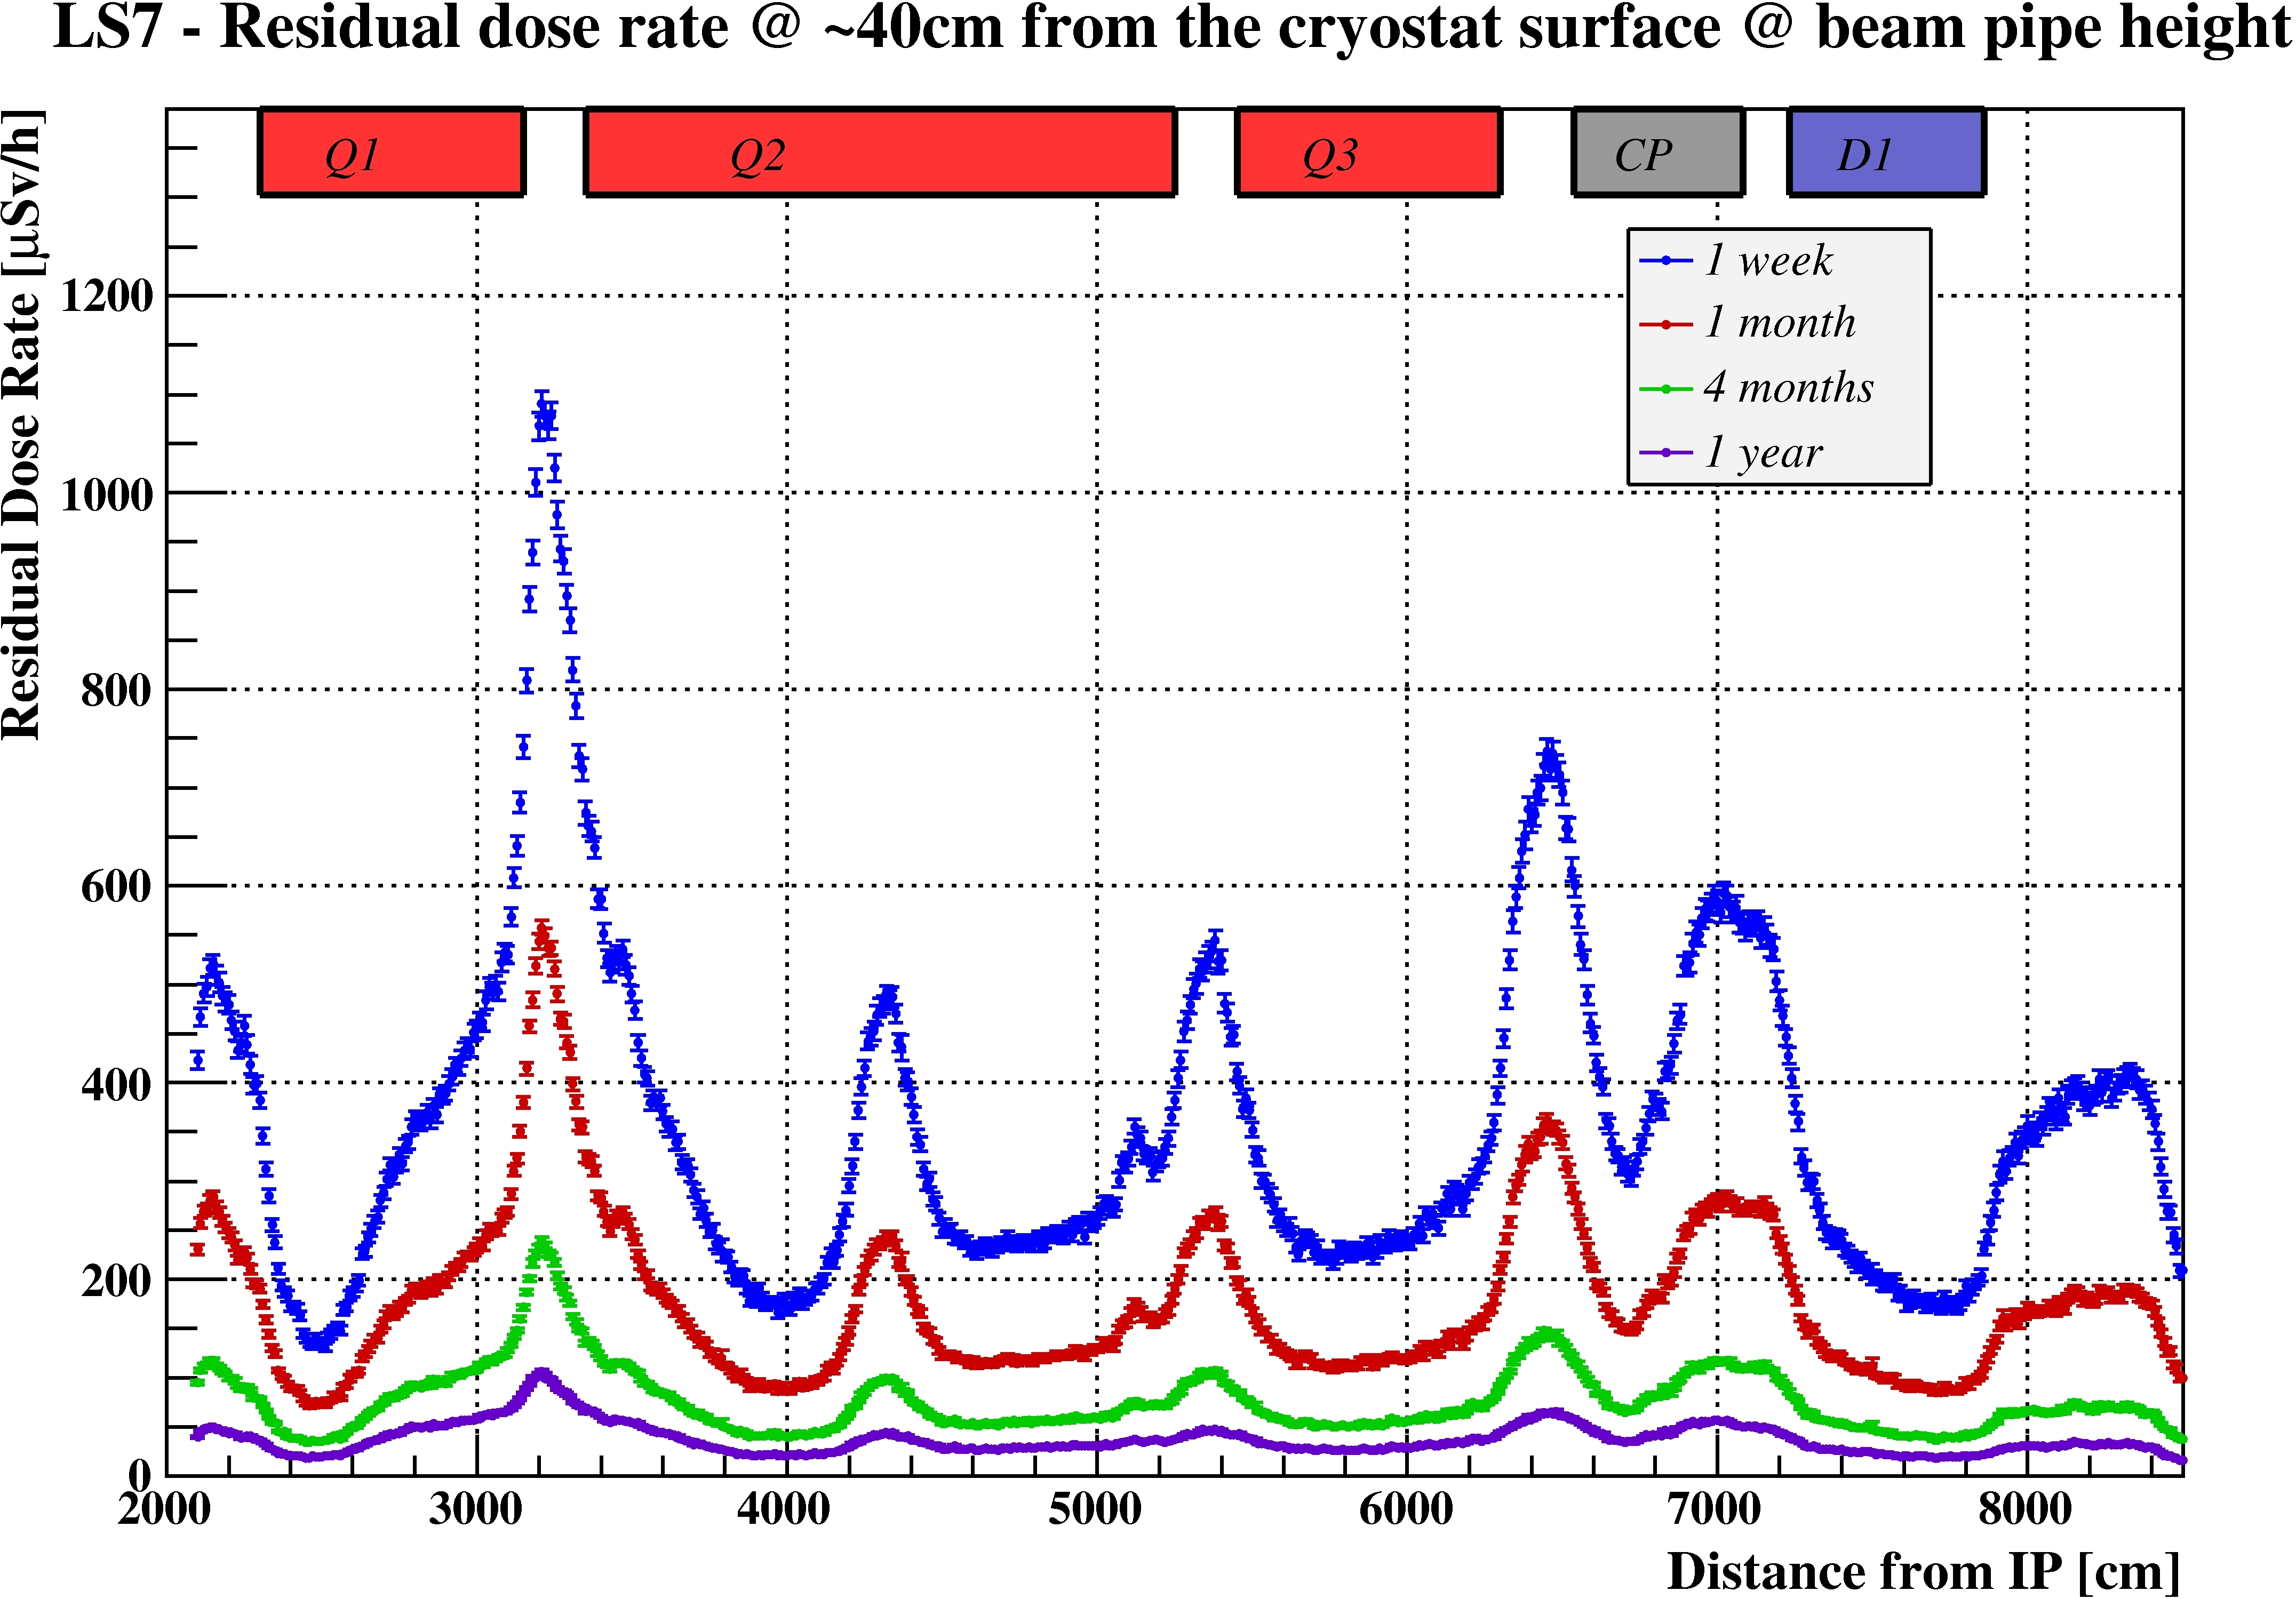 LS7 - Residual dose rate @ ~40cm from the cryostat surface @ beam pipe height
Residual Dose Rate [μSv/h]
Q1 Q2 Q3 CP D1
1 week
1 month
4 months
1 year
1200
1000
800
600
400
200
0
2000 3000 4000 5000 6000 7000 8000
Distance from IP [cm]